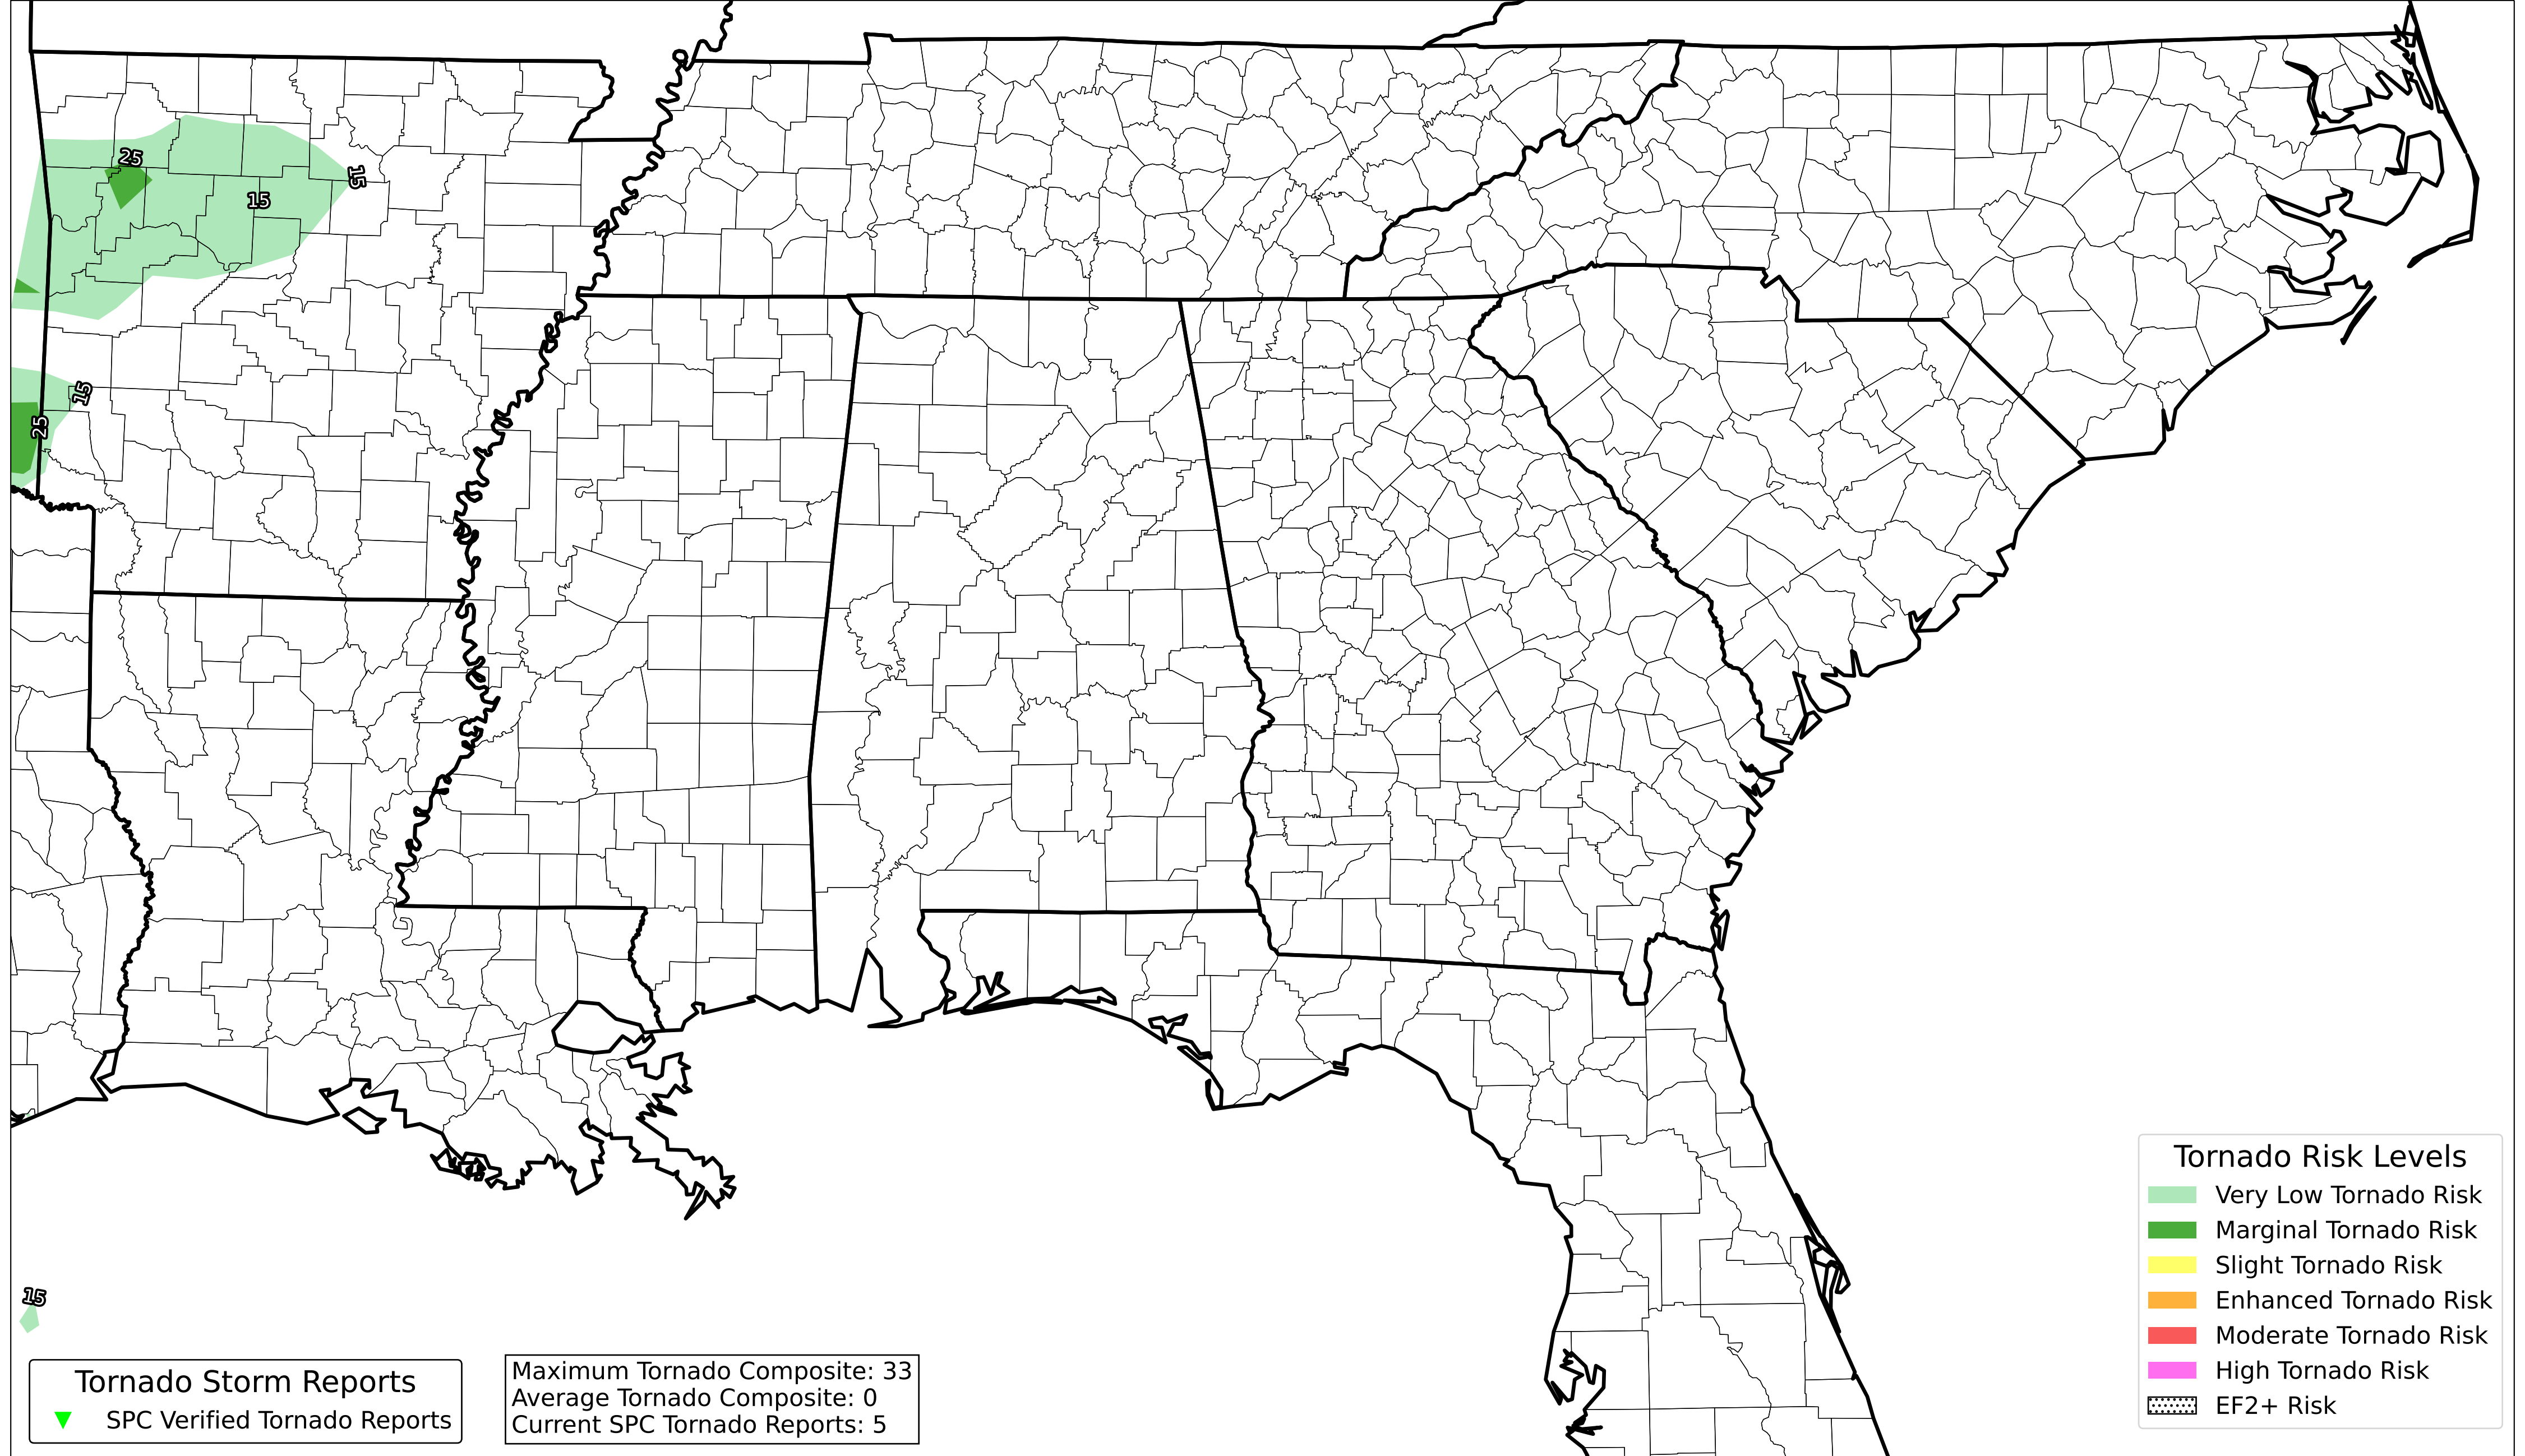 25
15
15
15
25
15
Tornado Storm Reports
SPC Verified Tornado Reports
Maximum Tornado Composite: 33
Average Tornado Composite: 0
Current SPC Tornado Reports: 5
Tornado Risk Levels
Very Low Tornado Risk
Marginal Tornado Risk
Slight Tornado Risk
Enhanced Tornado Risk
Moderate Tornado Risk
High Tornado Risk
EF2+ Risk